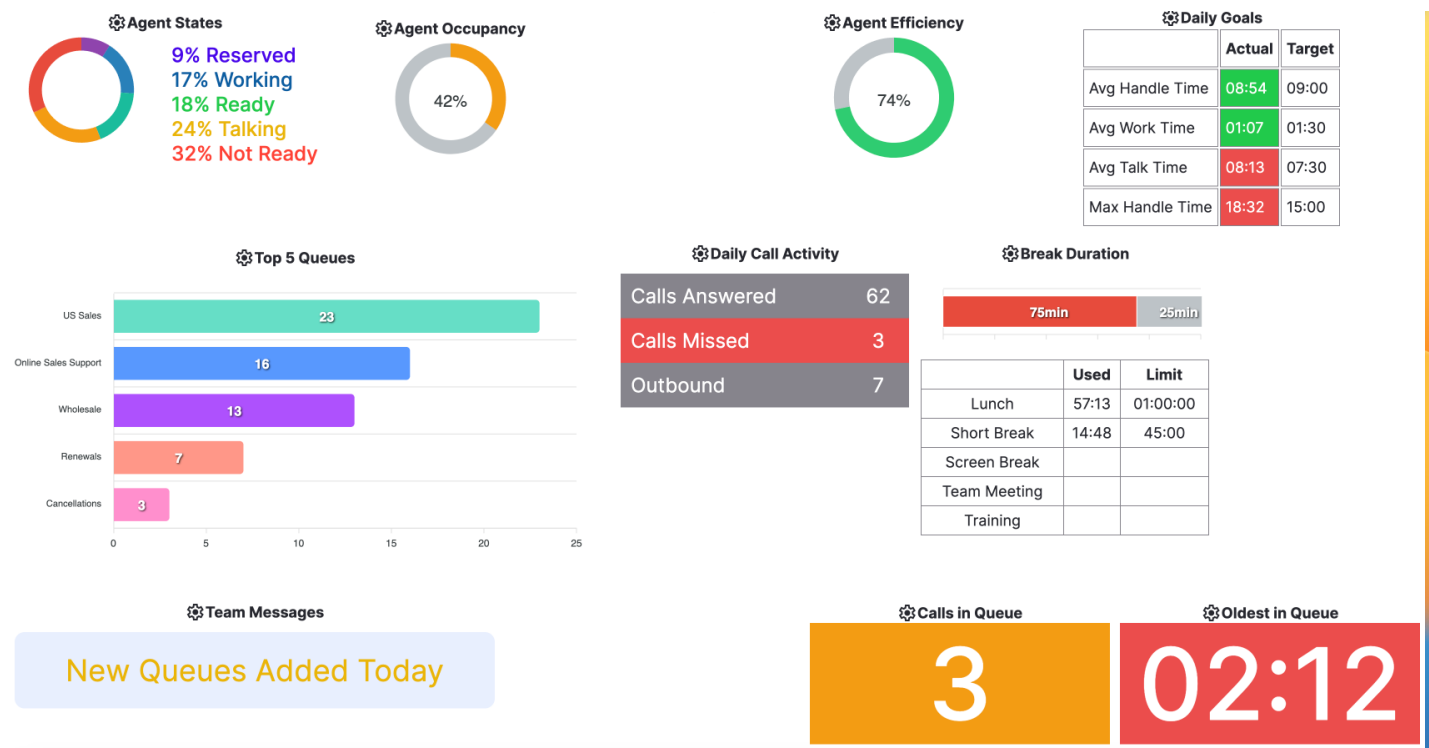 Agent States
9% Reserved
17% Working
18% Ready
24% Talking
32% Not Ready
Agent Occupancy
42%
Agent Efficiency
74%
Daily Goals
Actual Target
Avg Handle Time 08:54 09:00
Avg Work Time 01:07 01:30
Avg Talk Time 08:13 07:30
Max Handle Time 18:32 15:00
Top 5 Queues
US Sales 23
Online Sales Support 16
Wholesale 13
Renewals 7
Cancellations 3
0 5 10 15 20 25
Daily Call Activity
Calls Answered 62
Calls Missed 3
Outbound 7
Break Duration
75min 25min
Used Limit
Lunch 57:13 01:00:00
Short Break 14:48 45:00
Screen Break
Team Meeting
Training
Team Messages
New Queues Added Today
Calls in Queue
3
Oldest in Queue
02:12